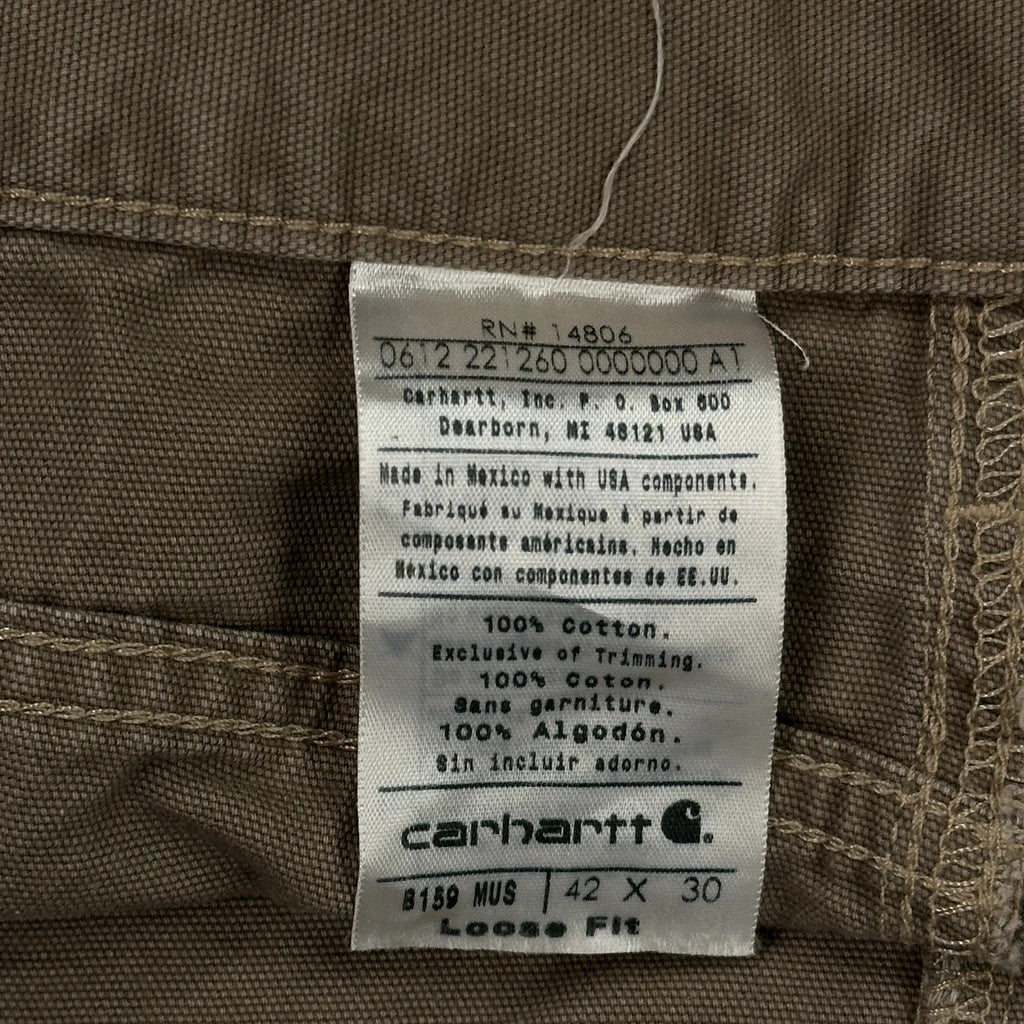 RN# 14806
0612 221260 0000000 A1
Carhartt, Inc. P. O. Box 600
Dearborn, MI 48121 USA
Made in Mexico with USA components.
Fabriqué au Mexique à partir de
composants américains. Hecho en
México con componentes de EE.UU.
100% Cotton.
Exclusive of Trimming.
100% Coton.
Sans garniture.
100% Algodón.
Sin incluir adorno.
carhartt
B159 MUS | 42 X 30
Loose Fit